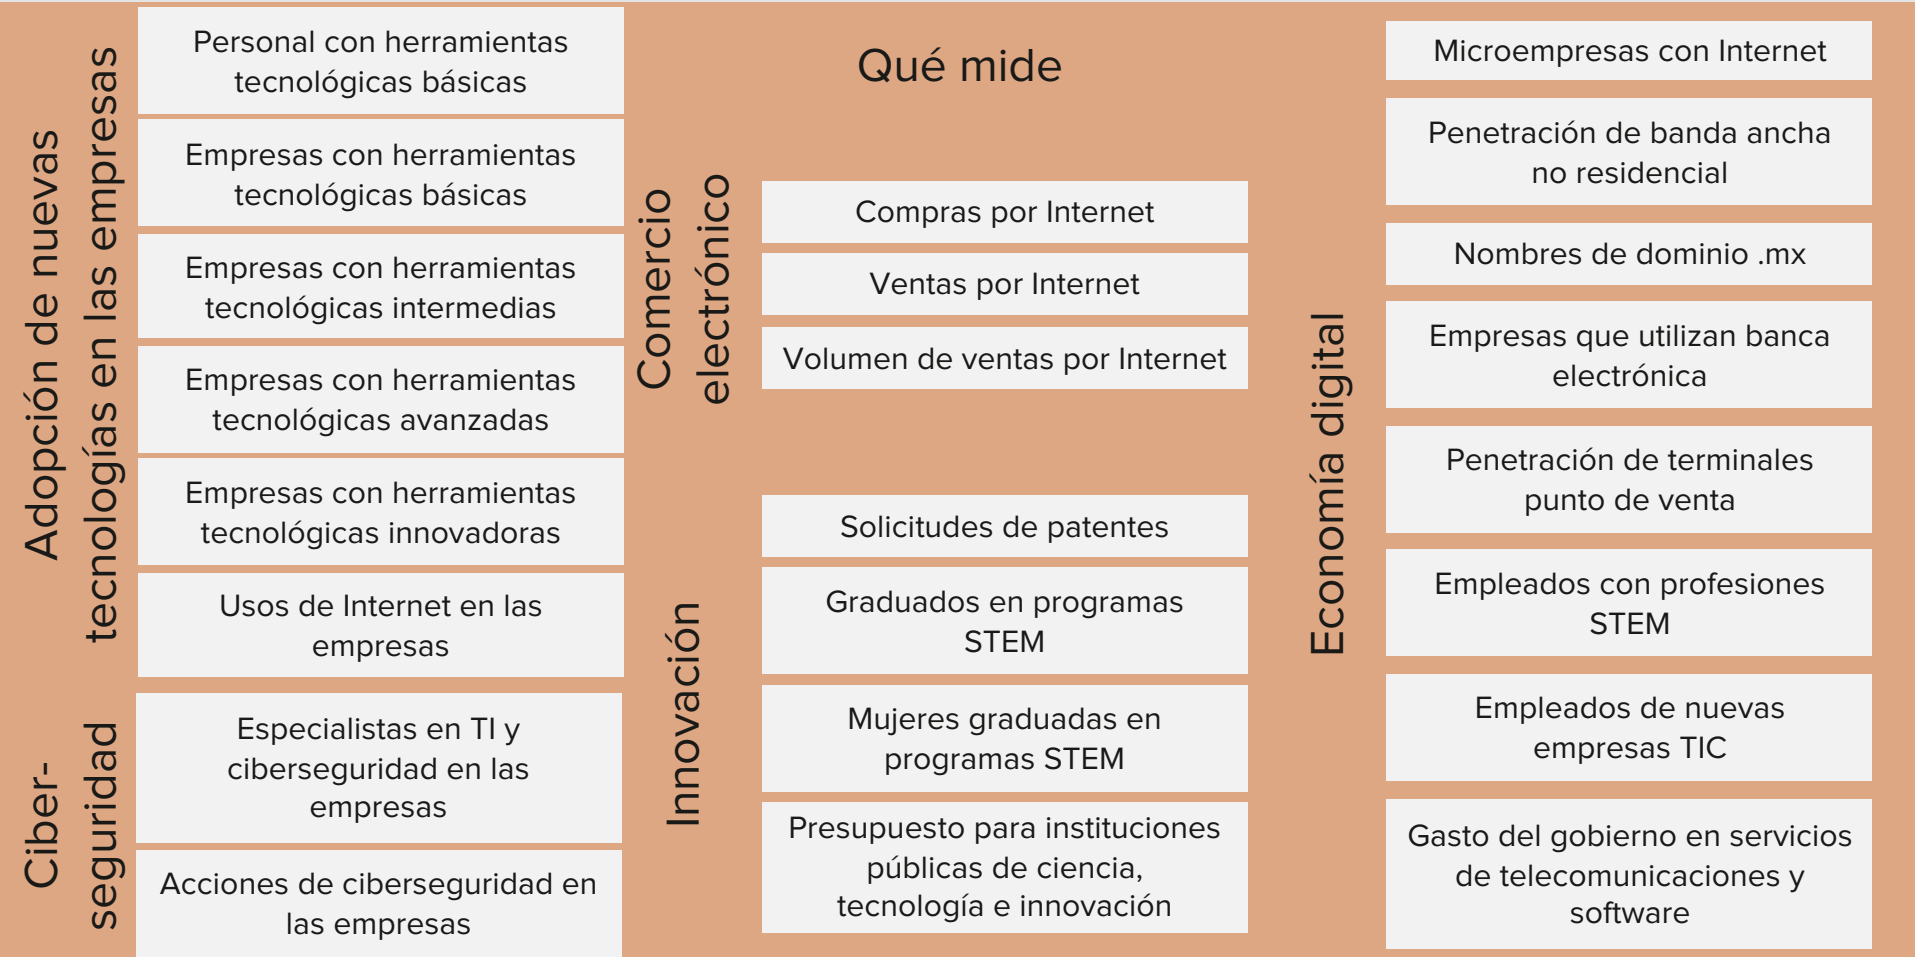 Qué mide
Adopción de nuevas
tecnologías en las empresas
Personal con herramientas
tecnológicas básicas
Empresas con herramientas
tecnológicas básicas
Empresas con herramientas
tecnológicas intermedias
Empresas con herramientas
tecnológicas avanzadas
Empresas con herramientas
tecnológicas innovadoras
Usos de Internet en las
empresas
Ciber-
seguridad
Especialistas en TI y
ciberseguridad en las
empresas
Acciones de ciberseguridad en
las empresas
Comercio
electrónico
Compras por Internet
Ventas por Internet
Volumen de ventas por Internet
Innovación
Solicitudes de patentes
Graduados en programas
STEM
Mujeres graduadas en
programas STEM
Presupuesto para instituciones
públicas de ciencia,
tecnología e innovación
Economía digital
Microempresas con Internet
Penetración de banda ancha
no residencial
Nombres de dominio .mx
Empresas que utilizan banca
electrónica
Penetración de terminales
punto de venta
Empleados con profesiones
STEM
Empleados de nuevas
empresas TIC
Gasto del gobierno en servicios
de telecomunicaciones y
software